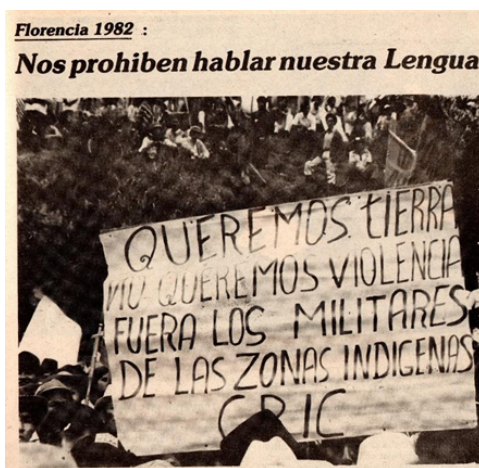 Florencia 1982 :
Nos prohiben hablar nuestra Lengua
QUEREMOS TIERRA
NO QUEREMOS VIOLENCIA
FUERA LOS MILITARES
DE LAS ZONAS INDIGENAS
CRIC